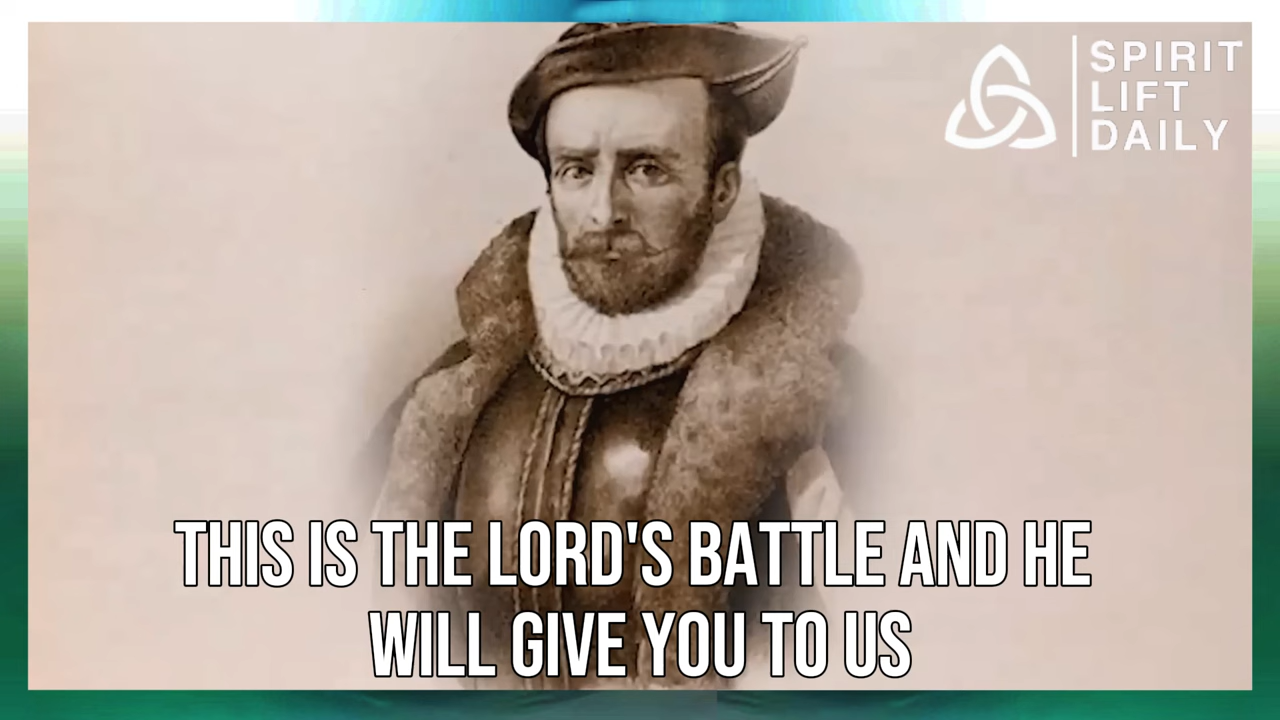 SPIRIT
LIFT
DAILY
THIS IS THE LORD'S BATTLE AND HE
WILL GIVE YOU TO US